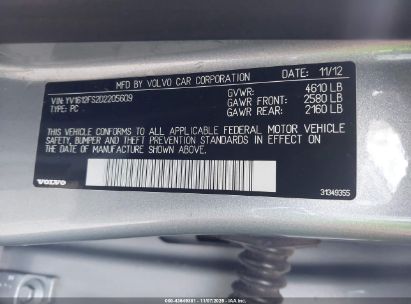 MFD BY VOLVO CAR CORPORATION DATE: 11/12
VIN: YV1612FS2D2205609 GVWR: 4610 LB
TYPE: PC GAWR FRONT: 2580 LB
GAWR REAR: 2160 LB
THIS VEHICLE CONFORMS TO ALL APPLICABLE FEDERAL MOTOR VEHICLE
SAFETY, BUMPER AND THEFT PREVENTION STANDARDS IN EFFECT ON THE
DATE OF MANUFACTURE SHOWN ABOVE.
VOLVO 31349355